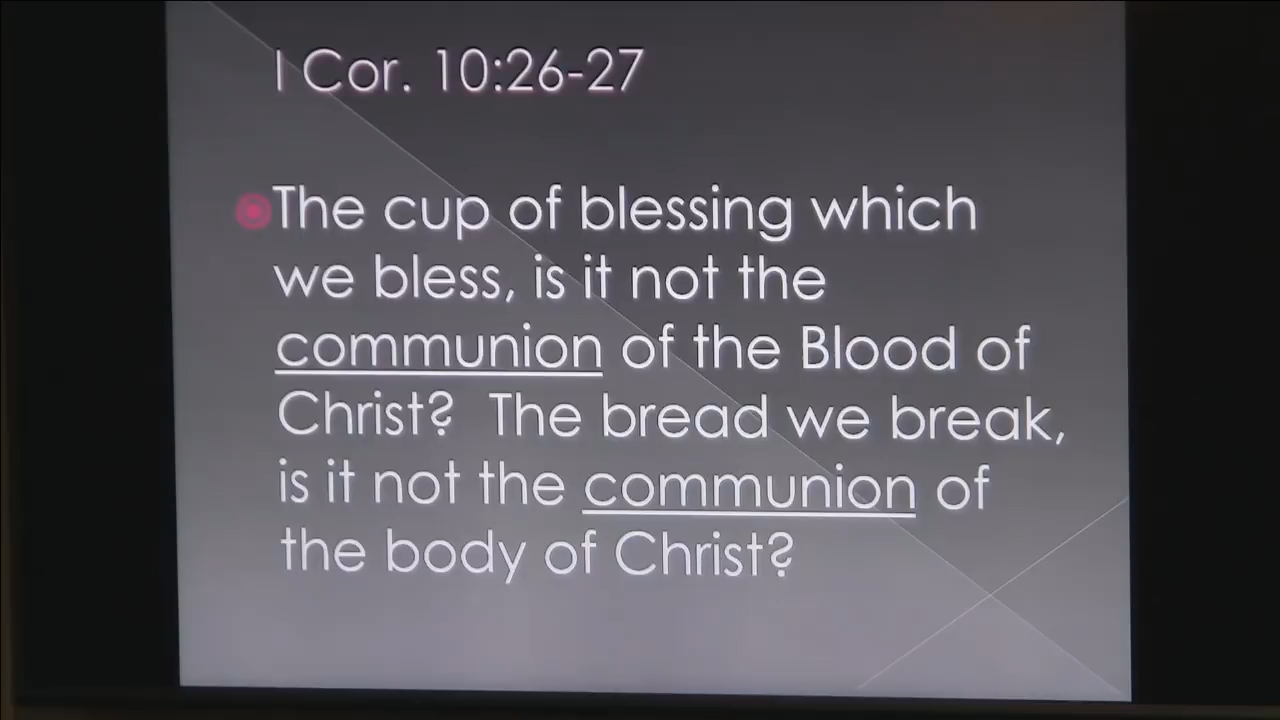 I Cor. 10:26-27
The cup of blessing which
we bless, is it not the
communion of the Blood of
Christ? The bread we break,
is it not the communion of
the body of Christ?